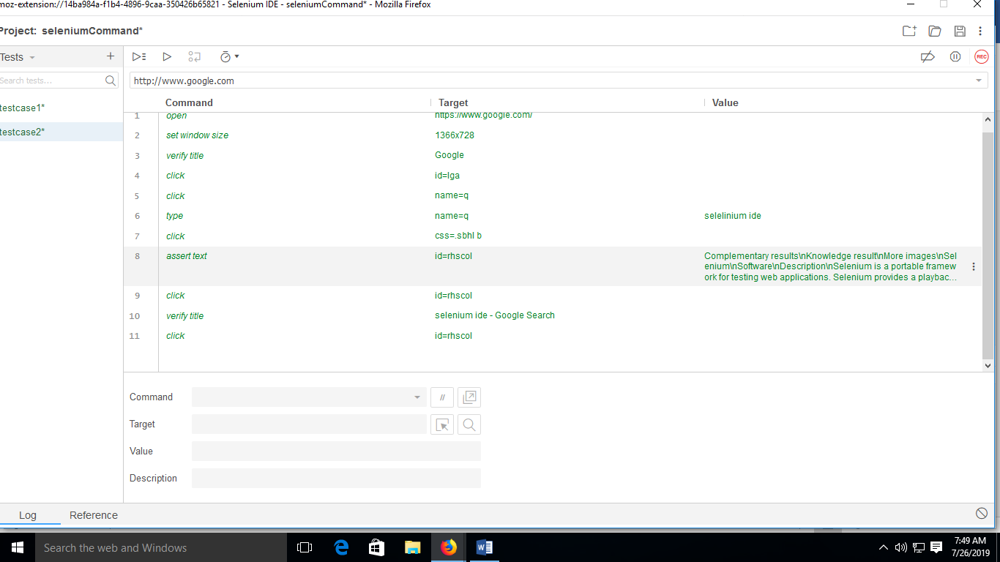 moz-extension://14ba984a-f1b4-4896-9caa-350426b65821 - Selenium IDE - seleniumCommand* - Mozilla Firefox
Project: seleniumCommand*
Tests
Search tests...
testcase1*
testcase2*
REC
http://www.google.com
Command Target Value
1 open https://www.google.com/
2 set window size 1366x728
3 verify title Google
4 click id=lga
5 click name=q
6 type name=q selelinium ide
7 click css=.sbhl b
8 assert text id=rhscol Complementary results\nKnowledge result\nMore images\nSel
enium\nSoftware\nDescription\nSelenium is a portable framew
ork for testing web applications. Selenium provides a playbac...
9 click id=rhscol
10 verify title selenium ide - Google Search
11 click id=rhscol
Command //
Target
Value
Description
Log Reference
Search the web and Windows
7:49 AM
7/26/2019